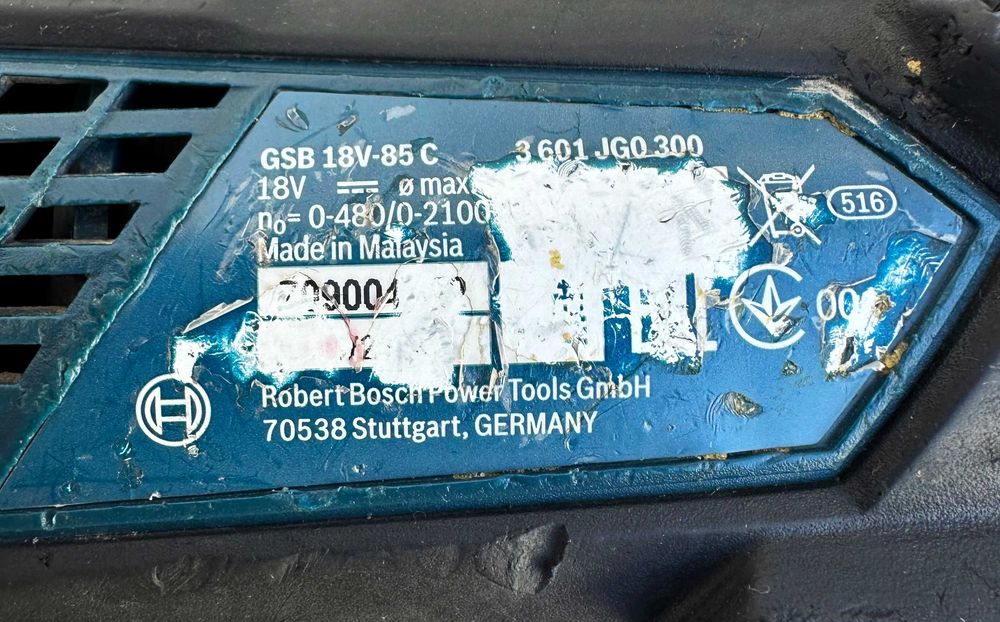 GSB 18V-85 C 3 601 JG0 300
18V ⎓ ø max
n₀= 0-480/0-2100
Made in Malaysia
516
Robert Bosch Power Tools GmbH
70538 Stuttgart, GERMANY